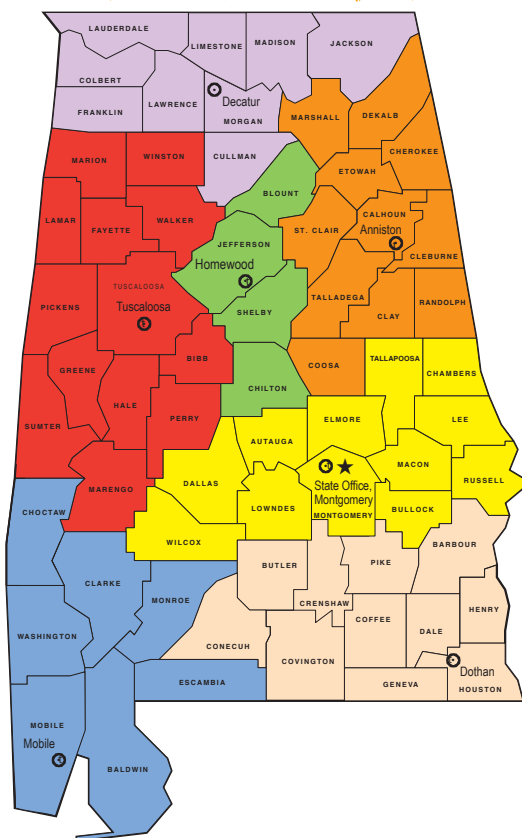 LAUDERDALE
LIMESTONE
MADISON
JACKSON
COLBERT
FRANKLIN
LAWRENCE
Decatur
MORGAN
MARSHALL
DEKALB
CHEROKEE
MARION
WINSTON
CULLMAN
ETOWAH
BLOUNT
LAMAR
FAYETTE
WALKER
JEFFERSON
ST. CLAIR
CALHOUN
Anniston
CLEBURNE
Homewood
TUSCALOOSA
Tuscaloosa
PICKENS
SHELBY
TALLADEGA
CLAY
RANDOLPH
BIBB
GREENE
HALE
CHILTON
COOSA
TALLAPOOSA
CHAMBERS
SUMTER
PERRY
AUTAUGA
ELMORE
LEE
MACON
DALLAS
State Office,
Montgomery
MONTGOMERY
RUSSELL
MARENGO
LOWNDES
BULLOCK
CHOCTAW
WILCOX
BARBOUR
BUTLER
PIKE
CLARKE
MONROE
CRENSHAW
COFFEE
HENRY
WASHINGTON
CONECUH
DALE
COVINGTON
Dothan
ESCAMBIA
GENEVA
HOUSTON
MOBILE
Mobile
BALDWIN